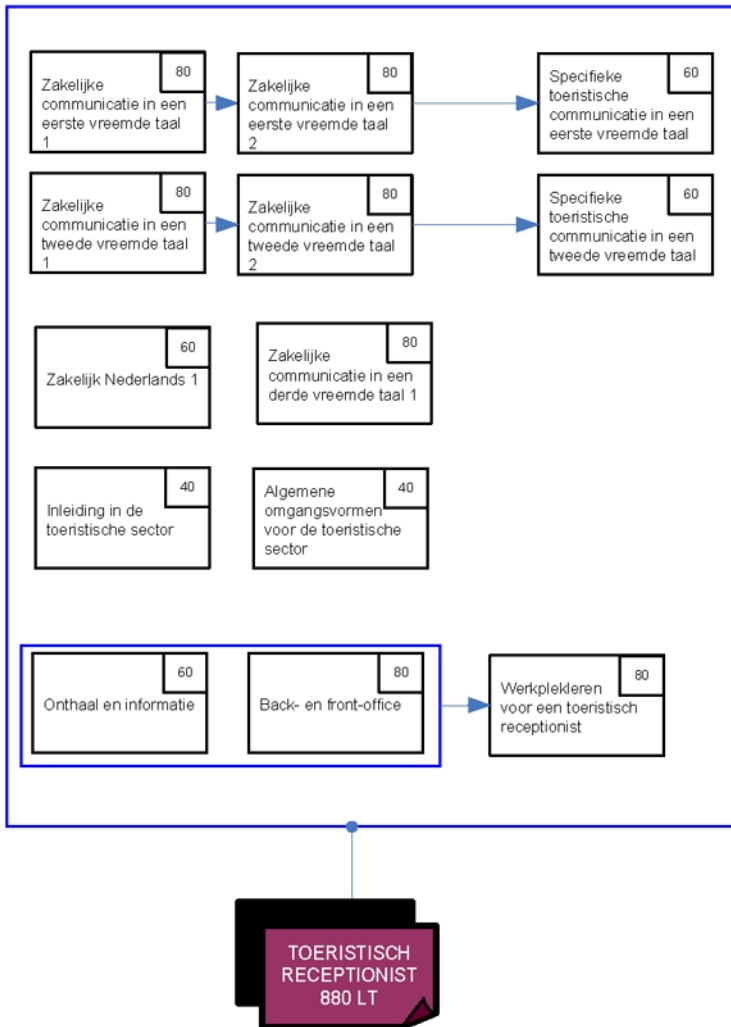 80
Zakelijke
communicatie in een
eerste vreemde taal
1
80
Zakelijke
communicatie in een
eerste vreemde taal
2
60
Specifieke
toeristische
communicatie in een
eerste vreemde taal
80
Zakelijke
communicatie in een
tweede vreemde taal
1
80
Zakelijke
communicatie in een
tweede vreemde taal
2
60
Specifieke
toeristische
communicatie in een
tweede vreemde taal
60
Zakelijk Nederlands 1
80
Zakelijke
communicatie in een
derde vreemde taal 1
40
Inleiding in de
toeristische sector
40
Algemene
omgangsvormen
voor de toeristische
sector
60
Onthaal en informatie
80
Back- en front-office
80
Werkplekleren
voor een toeristisch
receptionist
TOERISTISCH
RECEPTIONIST
880 LT